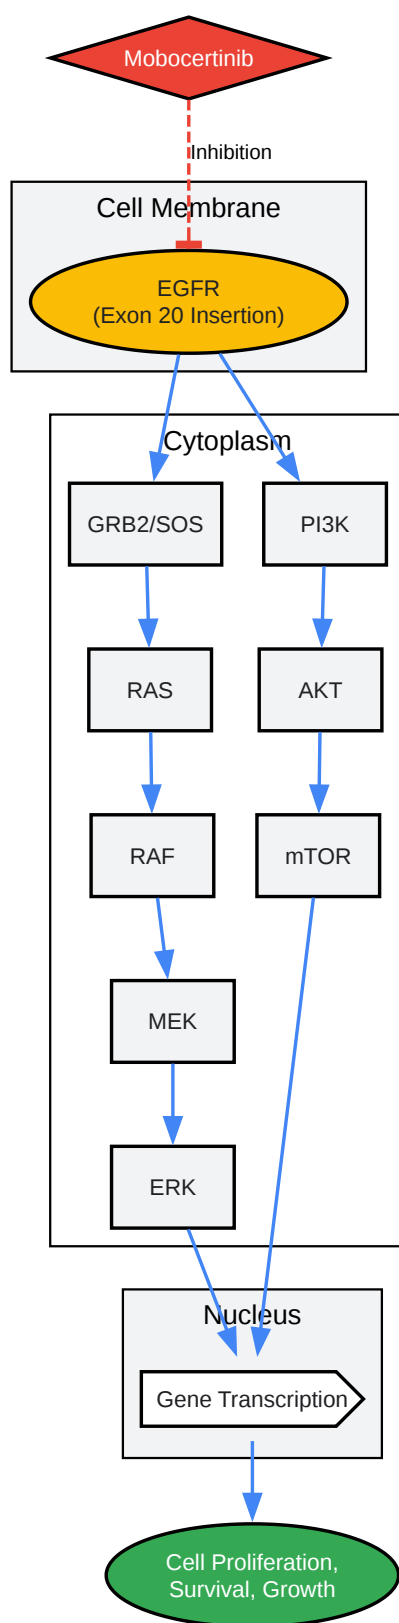 Mobocertinib
Inhibition
Cell Membrane
EGFR
(Exon 20 Insertion)
Cytoplasm
GRB2/SOS
PI3K
RAS
AKT
RAF
mTOR
MEK
ERK
Nucleus
Gene Transcription
Cell Proliferation,
Survival, Growth